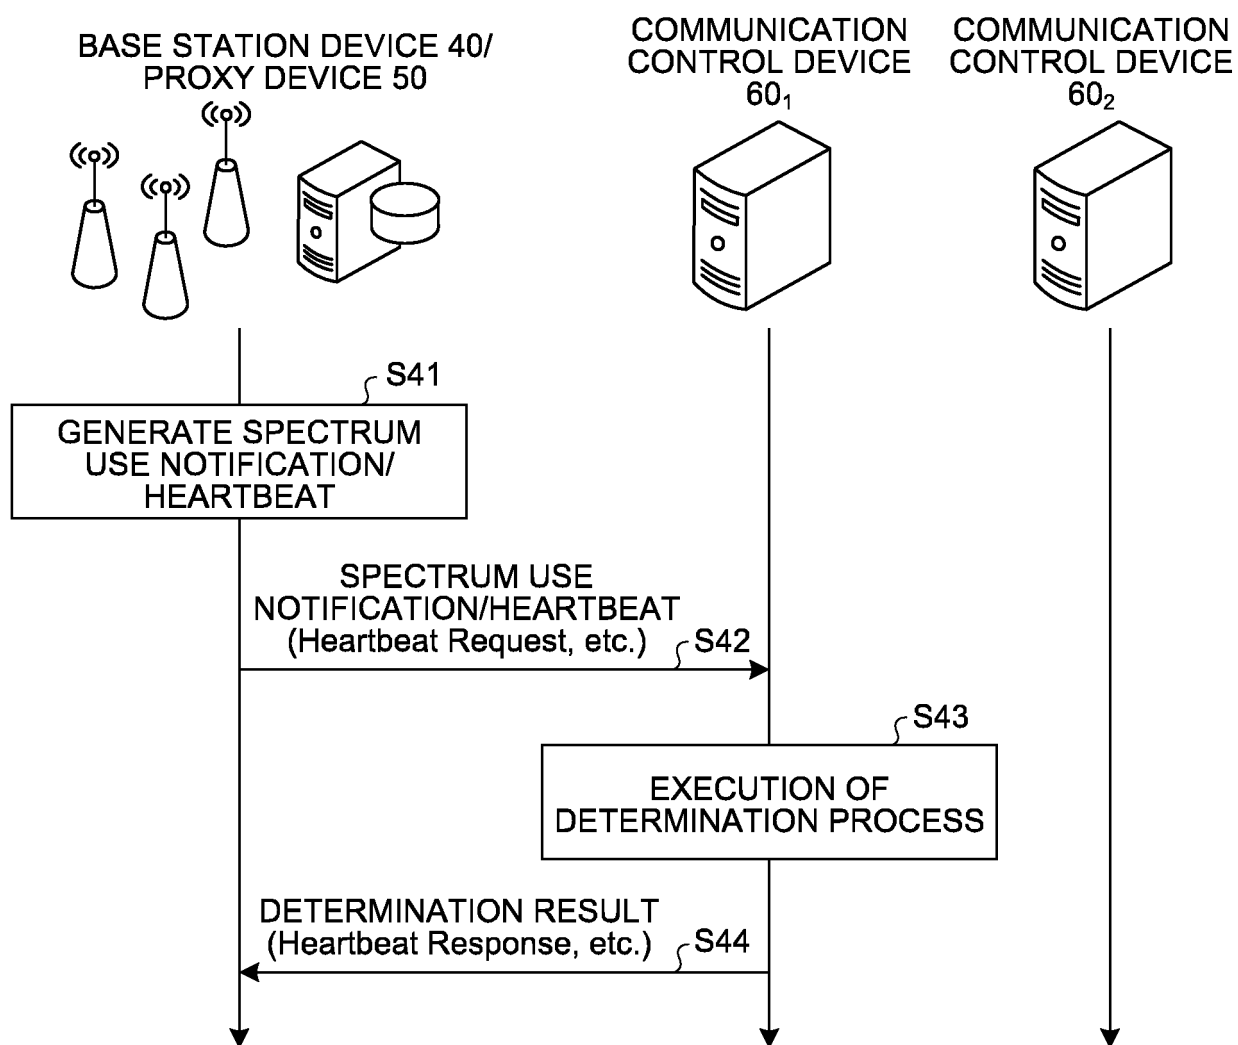 BASE STATION DEVICE 40/
PROXY DEVICE 50
COMMUNICATION
CONTROL DEVICE
60₁
COMMUNICATION
CONTROL DEVICE
60₂
S41
GENERATE SPECTRUM
USE NOTIFICATION/
HEARTBEAT
SPECTRUM USE
NOTIFICATION/HEARTBEAT
(Heartbeat Request, etc.)
S42
S43
EXECUTION OF
DETERMINATION PROCESS
DETERMINATION RESULT
(Heartbeat Response, etc.)
S44